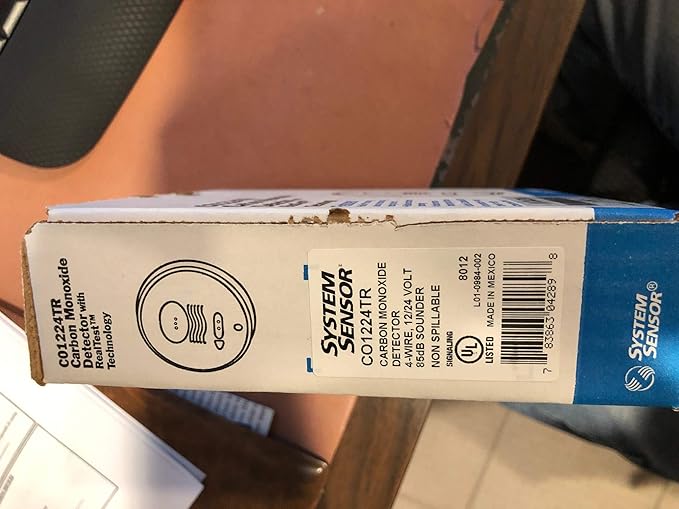 CO1224TR
Carbon Monoxide
Detector with
RealTest™
Technology
SYSTEM
SENSOR®
CO1224TR
CARBON MONOXIDE
DETECTOR
4-WIRE, 12/24 VOLT
85dB SOUNDER
NON SPILLABLE
SIGNALING
UL
LISTED
8012
L01-0984-002
MADE IN MEXICO
7 83863 04289 8
SYSTEM
SENSOR®